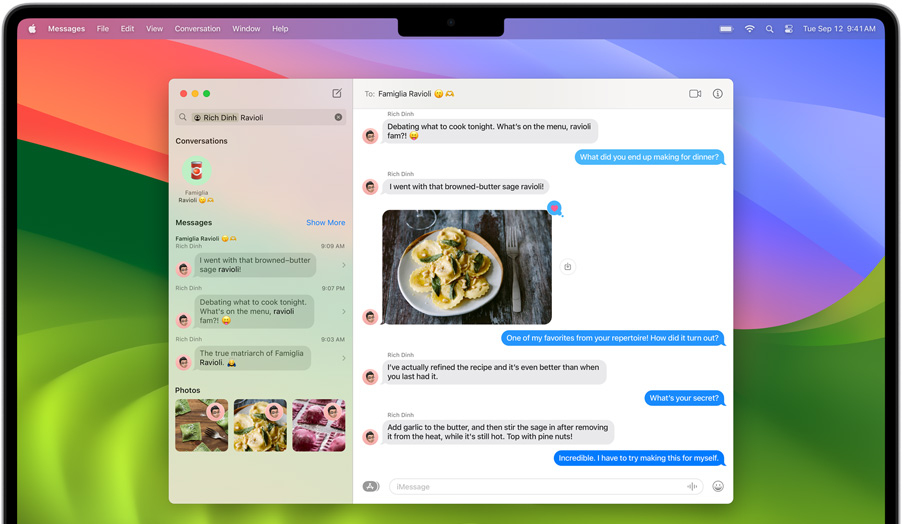 Messages File Edit View Conversation Window Help
Tue Sep 12 9:41 AM
Rich Dinh Ravioli
Conversations
Famiglia
Ravioli 😋🫶
Messages Show More
Famiglia Ravioli 😋🫶
Rich Dinh 9:09 AM
I went with that browned-butter
sage ravioli!
Rich Dinh 9:07 PM
Debating what to cook tonight.
What's on the menu, ravioli
fam?! 😄
Rich Dinh 9:03 AM
The true matriarch of Famiglia
Ravioli.
Photos
To: Famiglia Ravioli 😋🫶
Rich Dinh
Debating what to cook tonight. What's on the menu, ravioli
fam?! 😄
What did you end up making for dinner?
Rich Dinh
I went with that browned-butter sage ravioli!
One of my favorites from your repertoire! How did it turn out?
Rich Dinh
I've actually refined the recipe and it's even better than when
you last had it.
What's your secret?
Rich Dinh
Add garlic to the butter, and then stir the sage in after removing
it from the heat, while it's still hot. Top with pine nuts!
Incredible. I have to try making this for myself.
iMessage